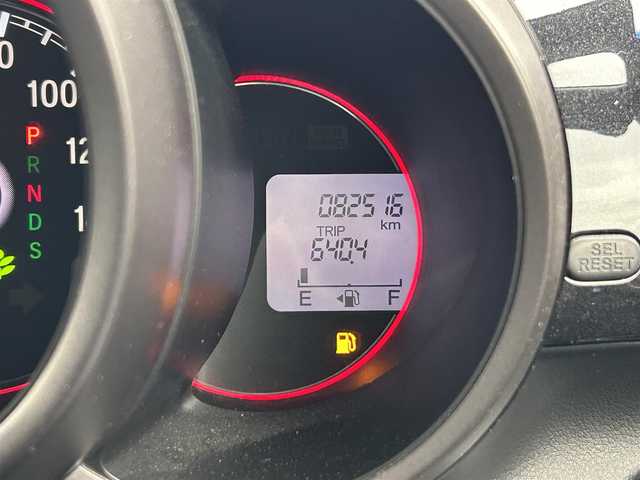 100
P
R
N
D
S
082516
km
TRIP
640.4
E F
SEL
RESET